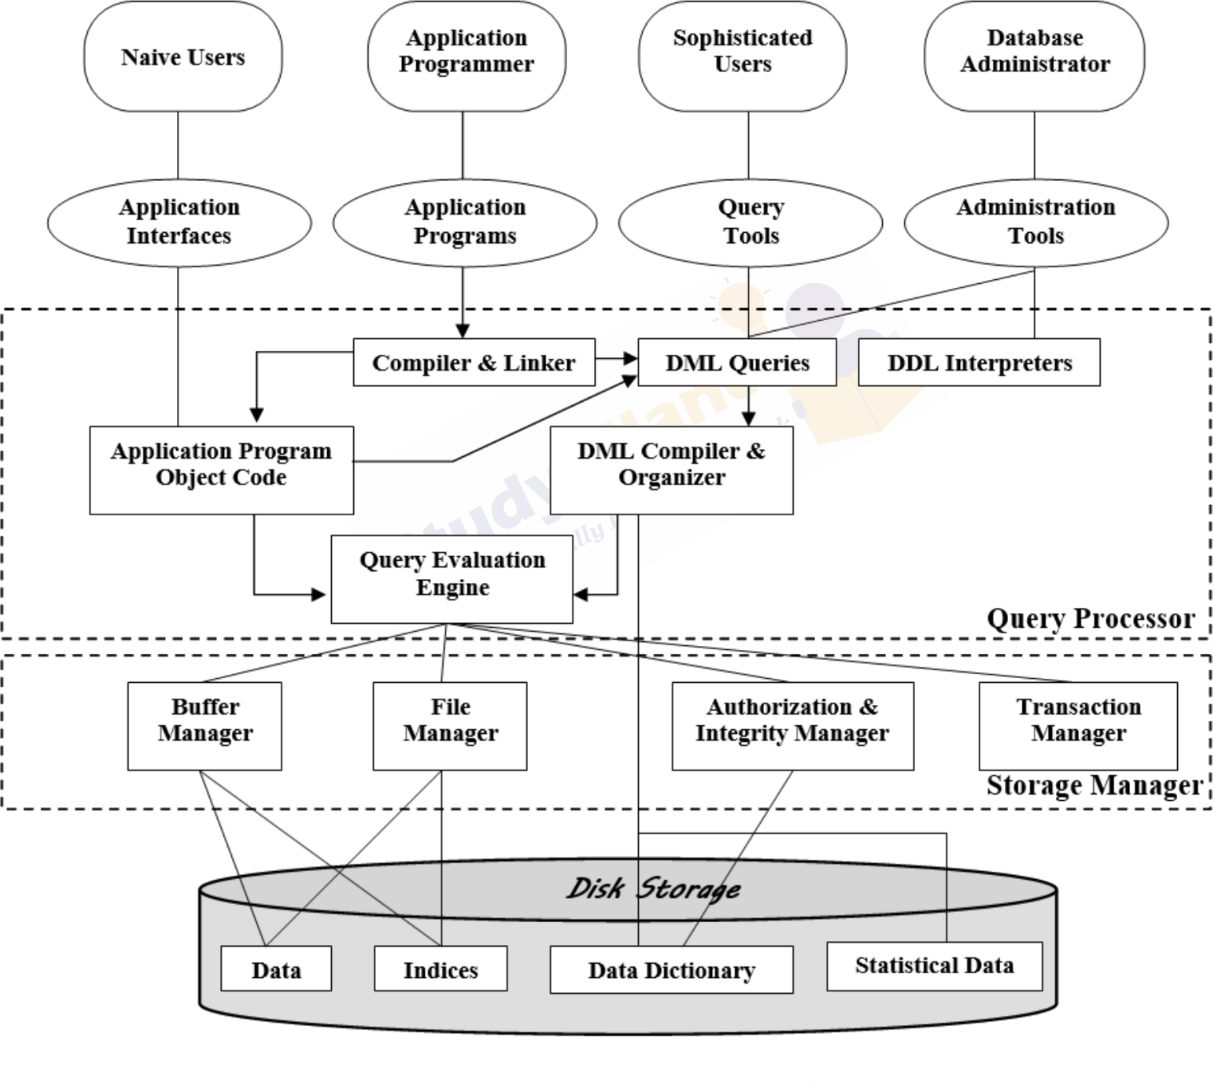 Naive Users
Application
Programmer
Sophisticated
Users
Database
Administrator
Application
Interfaces
Application
Programs
Query
Tools
Administration
Tools
Compiler & Linker
DML Queries
DDL Interpreters
Application Program
Object Code
DML Compiler &
Organizer
Query Evaluation
Engine
Query Processor
Buffer
Manager
File
Manager
Authorization &
Integrity Manager
Transaction
Manager
Storage Manager
Disk Storage
Data
Indices
Data Dictionary
Statistical Data